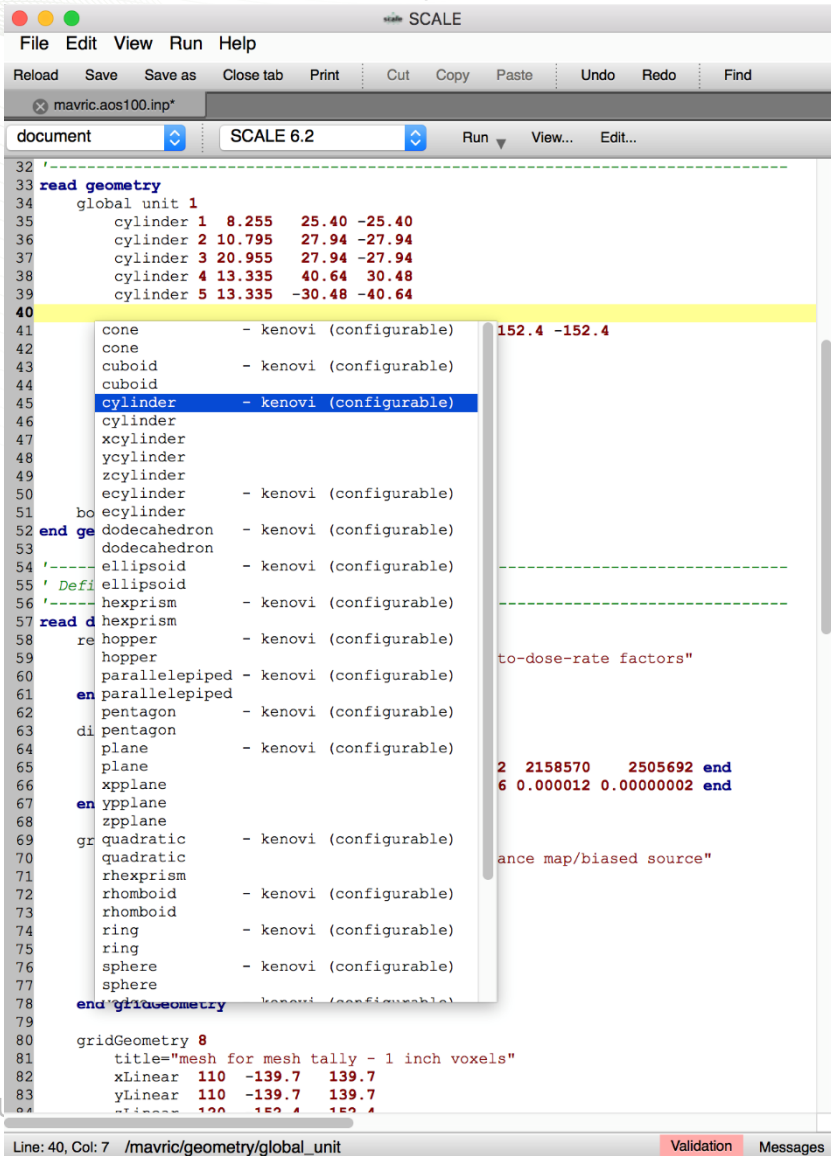 scale SCALE
File Edit View Run Help
Reload Save Save as Close tab Print Cut Copy Paste Undo Redo Find
mavric.aos100.inp*
document SCALE 6.2 Run View... Edit...
32 '-------------------------------------------------------------------------------
33 read geometry
34 global unit 1
35 cylinder 1 8.255 25.40 -25.40
36 cylinder 2 10.795 27.94 -27.94
37 cylinder 3 20.955 27.94 -27.94
38 cylinder 4 13.335 40.64 30.48
39 cylinder 5 13.335 -30.48 -40.64
40
41 cone - kenovi (configurable) 152.4 -152.4
42 cone
43 cuboid - kenovi (configurable)
44 cuboid
45 cylinder - kenovi (configurable)
46 cylinder
47 xcylinder
48 ycylinder
49 zcylinder
50 ecylinder - kenovi (configurable)
51 bo ecylinder
52 end ge dodecahedron - kenovi (configurable)
53 dodecahedron
54 '---- ellipsoid - kenovi (configurable) -------------------------------
55 ' Defi ellipsoid
56 '---- hexprism - kenovi (configurable) -------------------------------
57 read d hexprism
58 re hopper - kenovi (configurable)
59 hopper to-dose-rate factors"
60 parallelepiped - kenovi (configurable)
61 en parallelepiped
62 pentagon - kenovi (configurable)
63 di pentagon
64 plane - kenovi (configurable)
65 plane 2 2158570 2505692 end
66 xpplane 6 0.000012 0.00000002 end
67 en ypplane
68 zpplane
69 gr quadratic - kenovi (configurable)
70 quadratic ance map/biased source"
71 rhexprism
72 rhomboid - kenovi (configurable)
73 rhomboid
74 ring - kenovi (configurable)
75 ring
76 sphere - kenovi (configurable)
77 sphere
78 end gridGeometry
79
80 gridGeometry 8
81 title="mesh for mesh tally - 1 inch voxels"
82 xLinear 110 -139.7 139.7
83 yLinear 110 -139.7 139.7
84 zLinear 120 -152.4 152.4
Line: 40, Col: 7 /mavric/geometry/global_unit Validation Messages